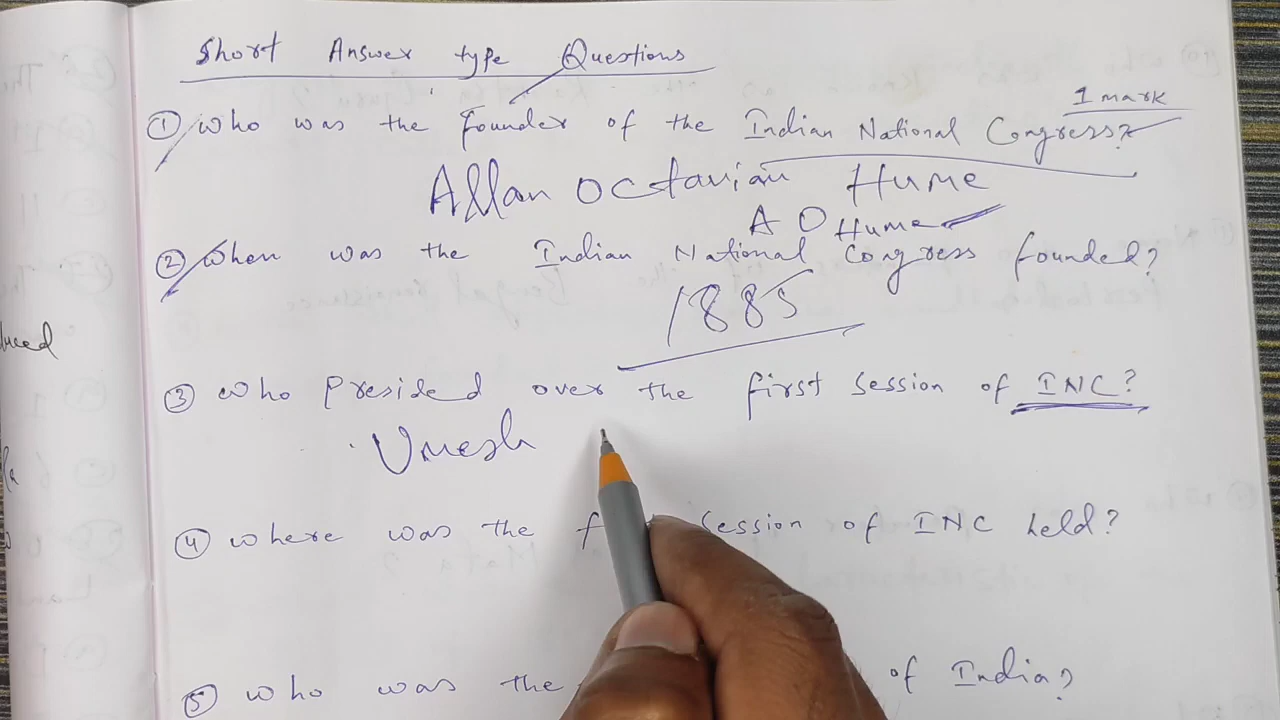 Short Answer type Questions
1 mark
① Who was the Founder of the Indian National Congress?
Allan Octavian Hume
A O Hume
② When was the Indian National Congress founded?
1885
③ Who presided over the first session of INC?
Umesh
④ where was the session of INC held?
⑤ who was the of India?